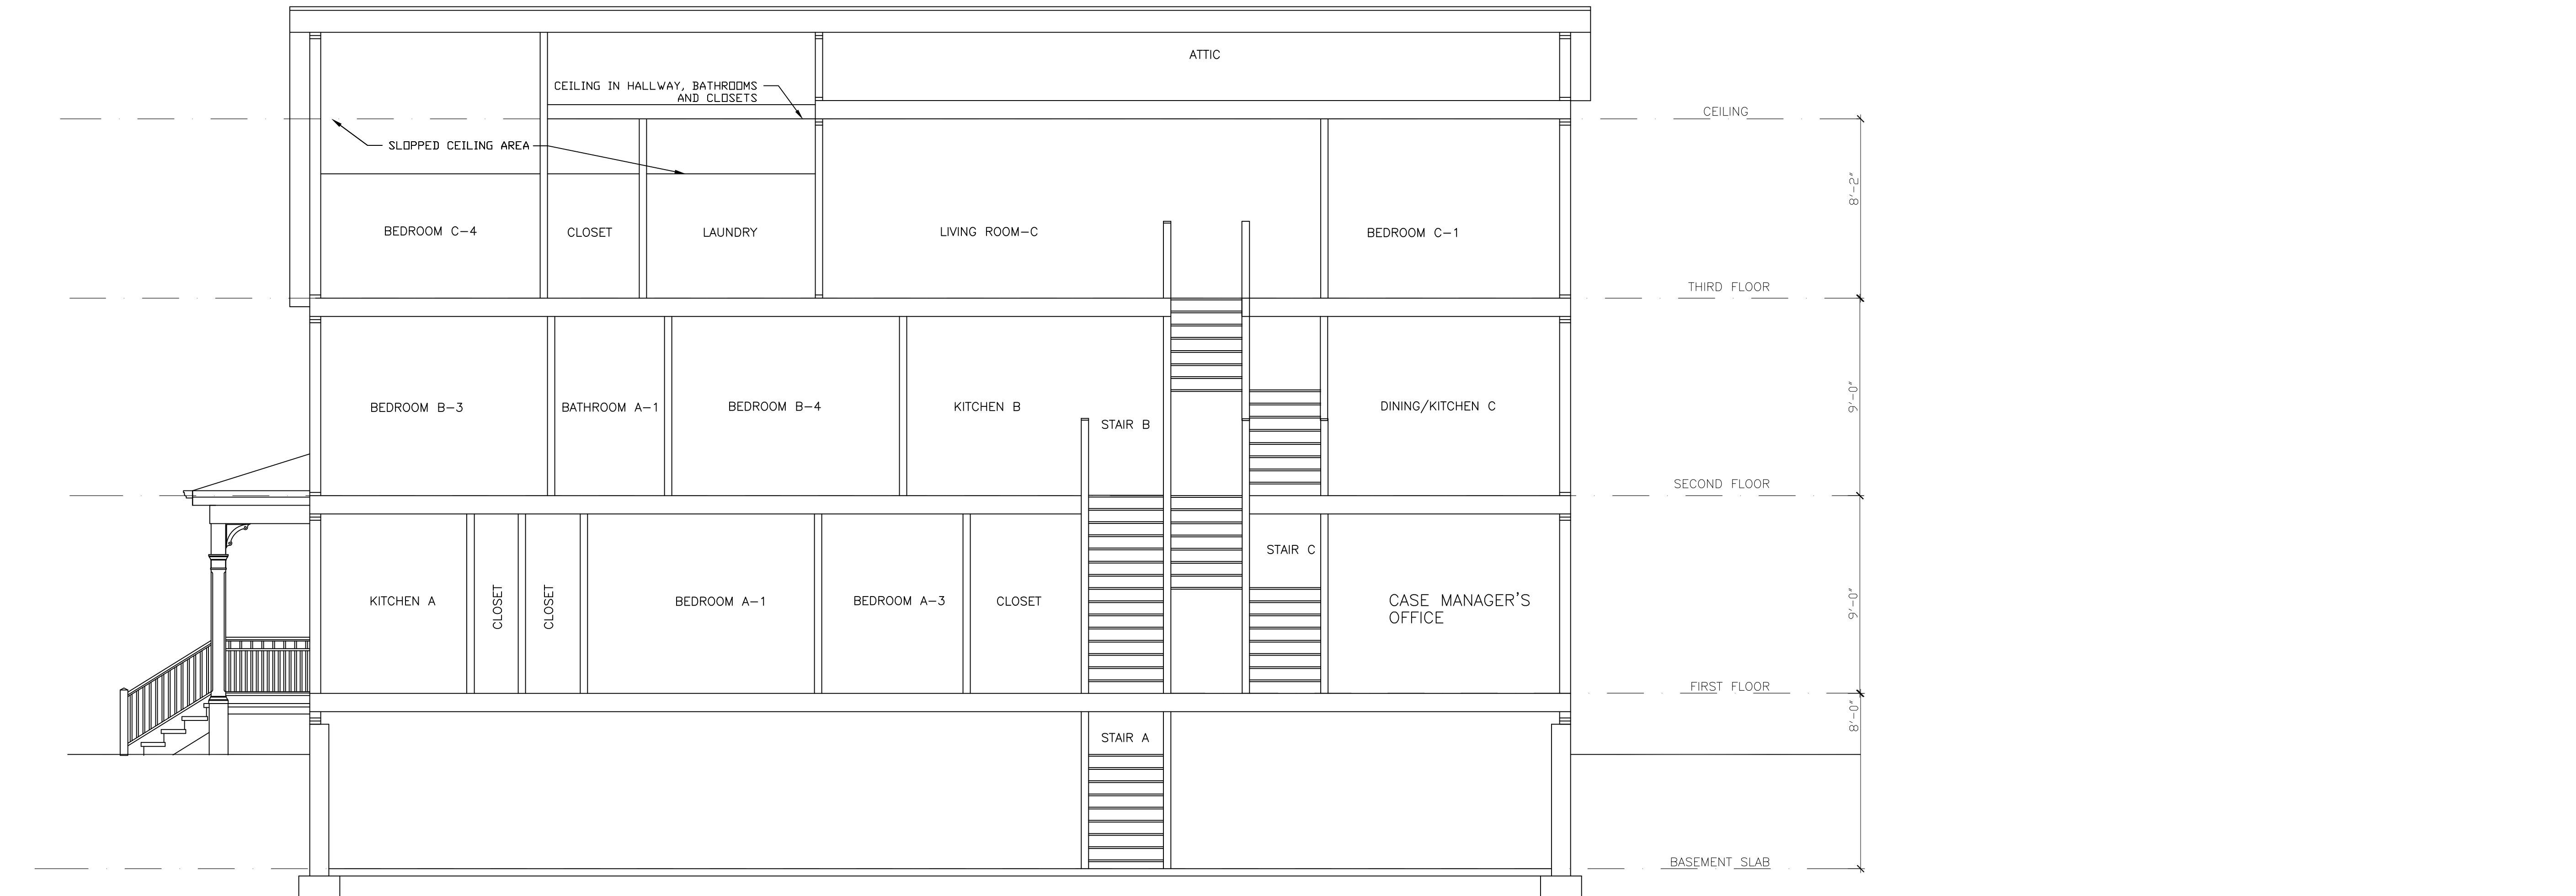 ATTIC
CEILING IN HALLWAY, BATHROOMS
AND CLOSETS
CEILING
SLOPPED CEILING AREA
8'-2"
BEDROOM C-4
CLOSET
LAUNDRY
LIVING ROOM-C
BEDROOM C-1
THIRD FLOOR
BEDROOM B-3
BATHROOM A-1
BEDROOM B-4
KITCHEN B
STAIR B
DINING/KITCHEN C
9'-0"
SECOND FLOOR
STAIR C
KITCHEN A
CLOSET
CLOSET
BEDROOM A-1
BEDROOM A-3
CLOSET
CASE MANAGER'S
OFFICE
9'-0"
FIRST FLOOR
8'-0"
STAIR A
BASEMENT SLAB